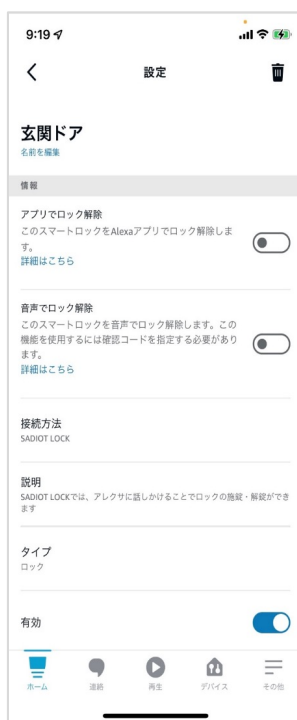 9:19
設定
玄関ドア
名前を編集
情報
アプリでロック解除
このスマートロックをAlexaアプリでロック解除しま
す。
詳細はこちら
音声でロック解除
このスマートロックを音声でロック解除します。この
機能を使用するには確認コードを指定する必要があり
ます。
詳細はこちら
接続方法
SADIOT LOCK
説明
SADIOT LOCKでは、アレクサに話しかけることでロックの施錠・解錠ができ
ます
タイプ
ロック
有効
ホーム
連絡
再生
デバイス
その他